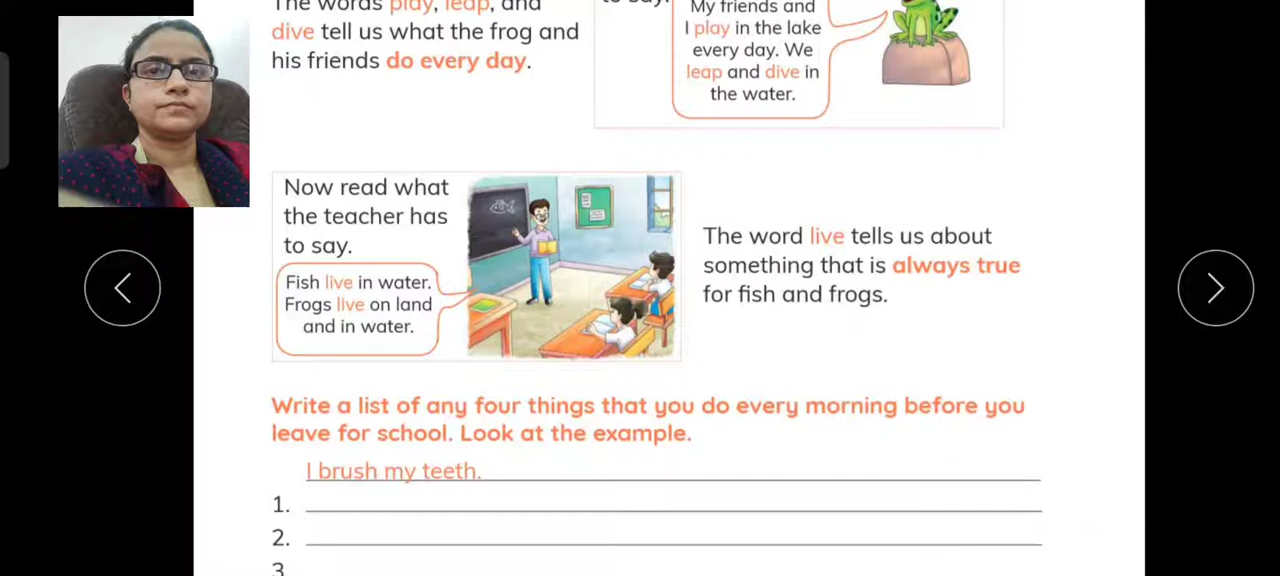 The words play, leap, and
dive tell us what the frog and
his friends do every day.
to say.
My friends and
I play in the lake
every day. We
leap and dive in
the water.
Now read what
the teacher has
to say.
Fish live in water.
Frogs live on land
and in water.
The word live tells us about
something that is always true
for fish and frogs.
Write a list of any four things that you do every morning before you
leave for school. Look at the example.
I brush my teeth.
1.
2.
3